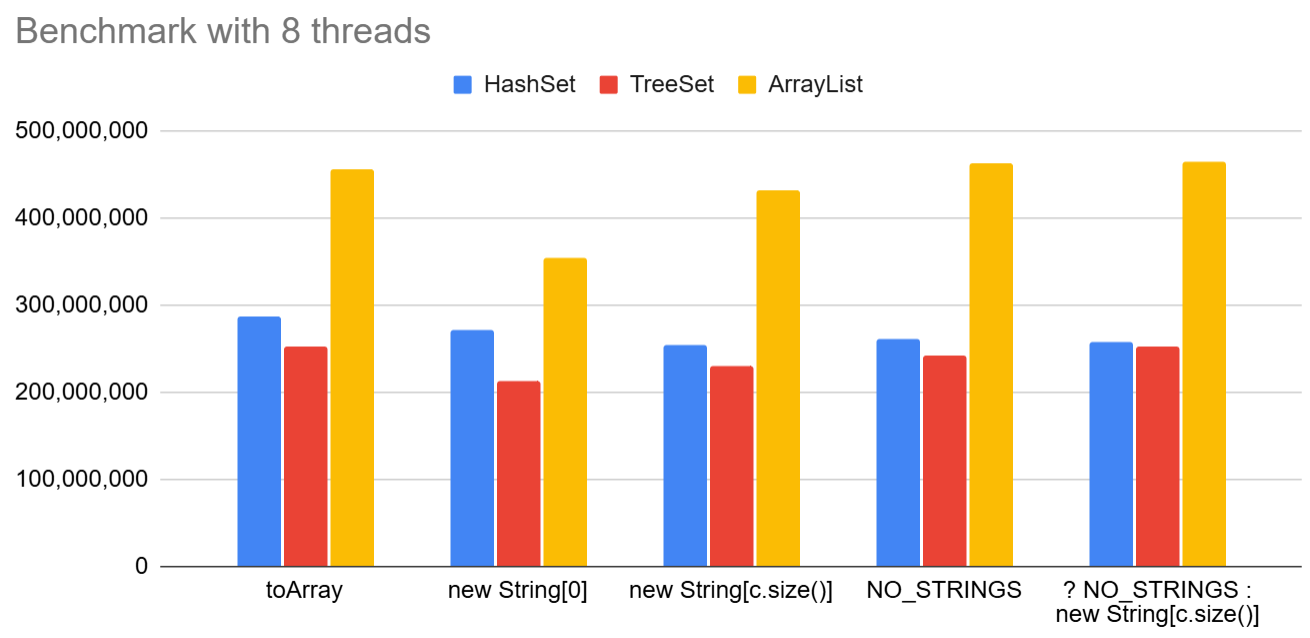 Benchmark with 8 threads
HashSet TreeSet ArrayList
500,000,000
400,000,000
300,000,000
200,000,000
100,000,000
0
toArray new String[0] new String[c.size()] NO_STRINGS ? NO_STRINGS :
new String[c.size()]